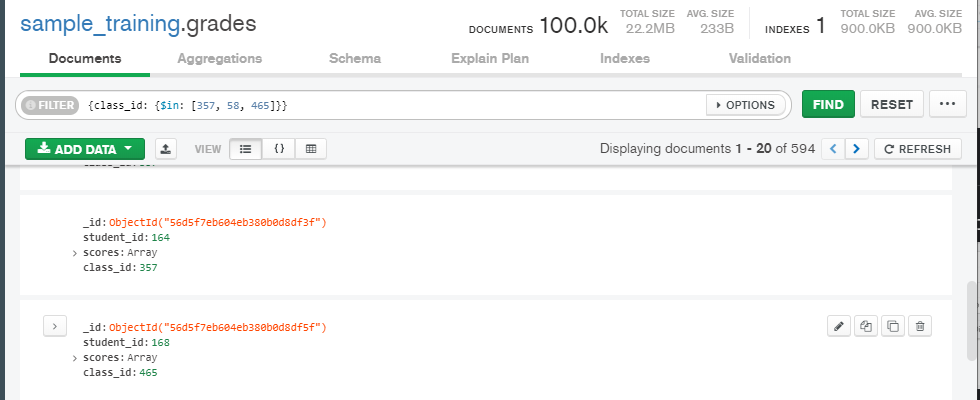 sample_training.grades
DOCUMENTS 100.0k TOTAL SIZE 22.2MB AVG. SIZE 233B INDEXES 1 TOTAL SIZE 900.0KB AVG. SIZE 900.0KB
Documents Aggregations Schema Explain Plan Indexes Validation
FILTER {class_id: {$in: [357, 58, 465]}} OPTIONS FIND RESET ...
ADD DATA VIEW {} Displaying documents 1 - 20 of 594 < > REFRESH
_id: ObjectId("56d5f7eb604eb380b0d8df3f")
student_id: 164
> scores: Array
class_id: 357
> _id: ObjectId("56d5f7eb604eb380b0d8df5f")
student_id: 168
> scores: Array
class_id: 465